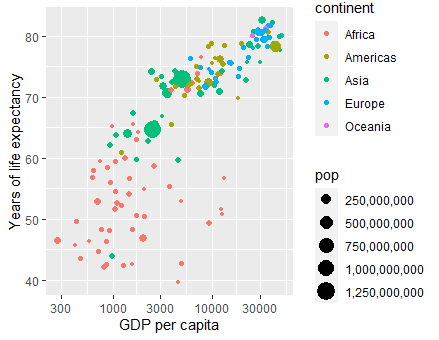 continent
Africa
Americas
Asia
Europe
Oceania
pop
250,000,000
500,000,000
750,000,000
1,000,000,000
1,250,000,000
Years of life expectancy
80
70
60
50
40
300
1000
3000
10000
30000
GDP per capita